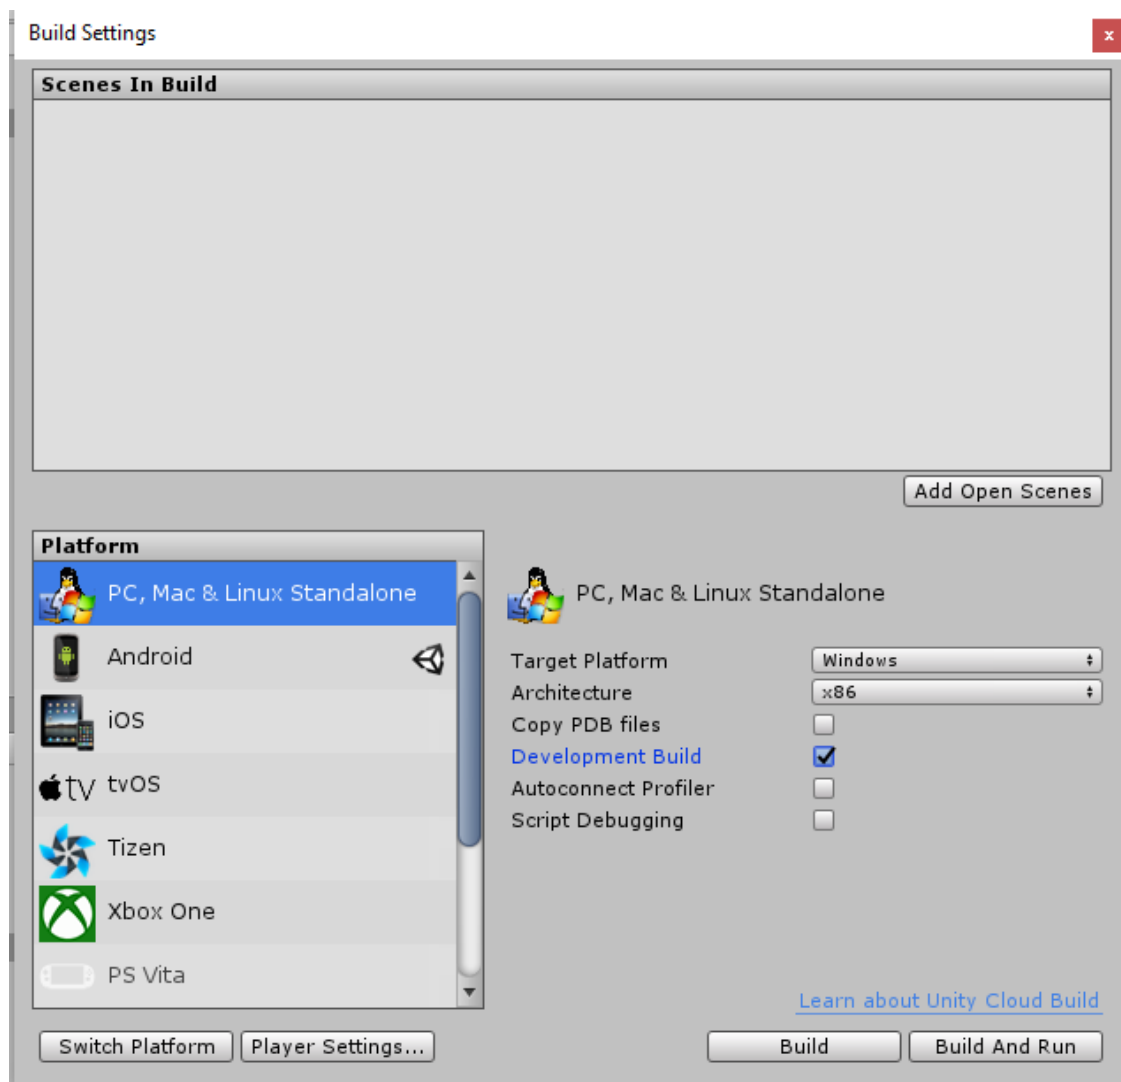 Build Settings
x
Scenes In Build
Add Open Scenes
Platform
PC, Mac & Linux Standalone
Android
iOS
tv tvOS
Tizen
Xbox One
PS Vita
PC, Mac & Linux Standalone
Target Platform Windows
Architecture x86
Copy PDB files
Development Build
Autoconnect Profiler
Script Debugging
Learn about Unity Cloud Build
Switch Platform Player Settings... Build Build And Run